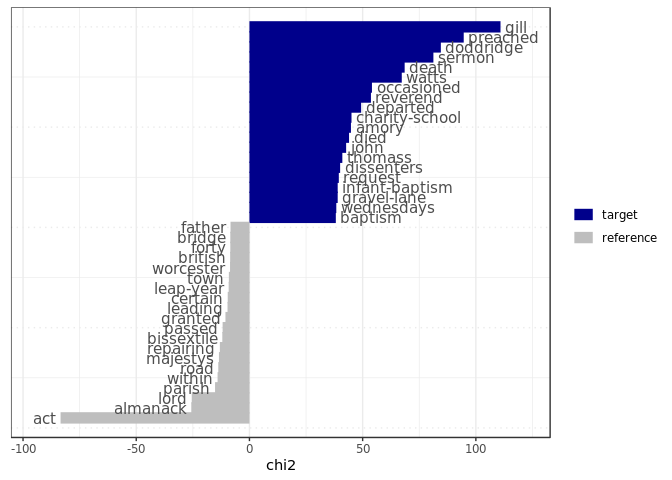 gill
preached
doddridge
sermon
death
watts
occasioned
reverend
departed
charity-school
amory
died
john
thomass
dissenters
request
infant-baptism
gravel-lane
wednesdays
baptism
father
bridge
forty
british
worcester
town
leap-year
certain
leading
granted
passed
bissextile
repairing
majestys
road
within
parish
lord
almanack
act
target
reference
-100 -50 0 50 100
chi2